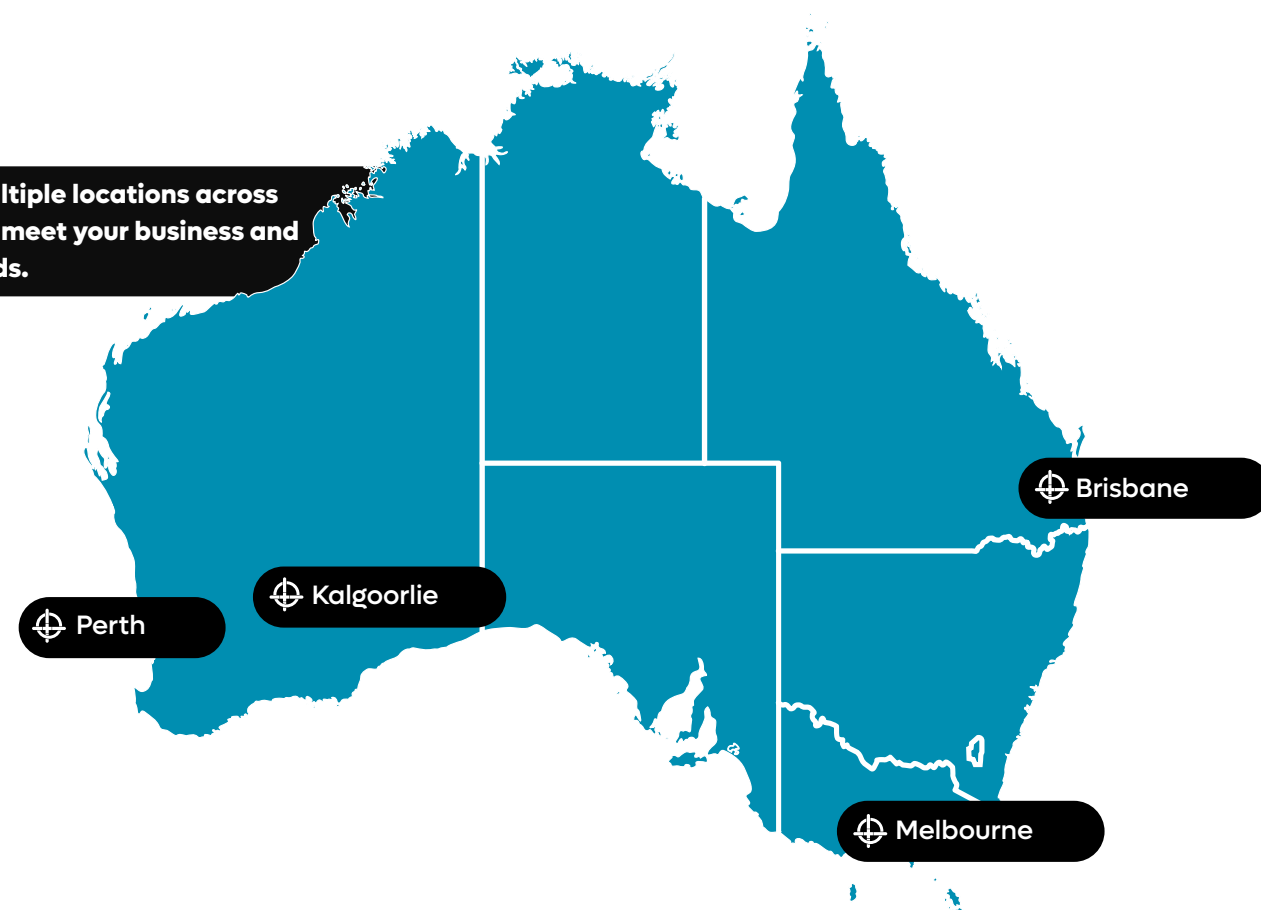 ltiple locations across
meet your business and
ds.
Brisbane
Kalgoorlie
Perth
Melbourne